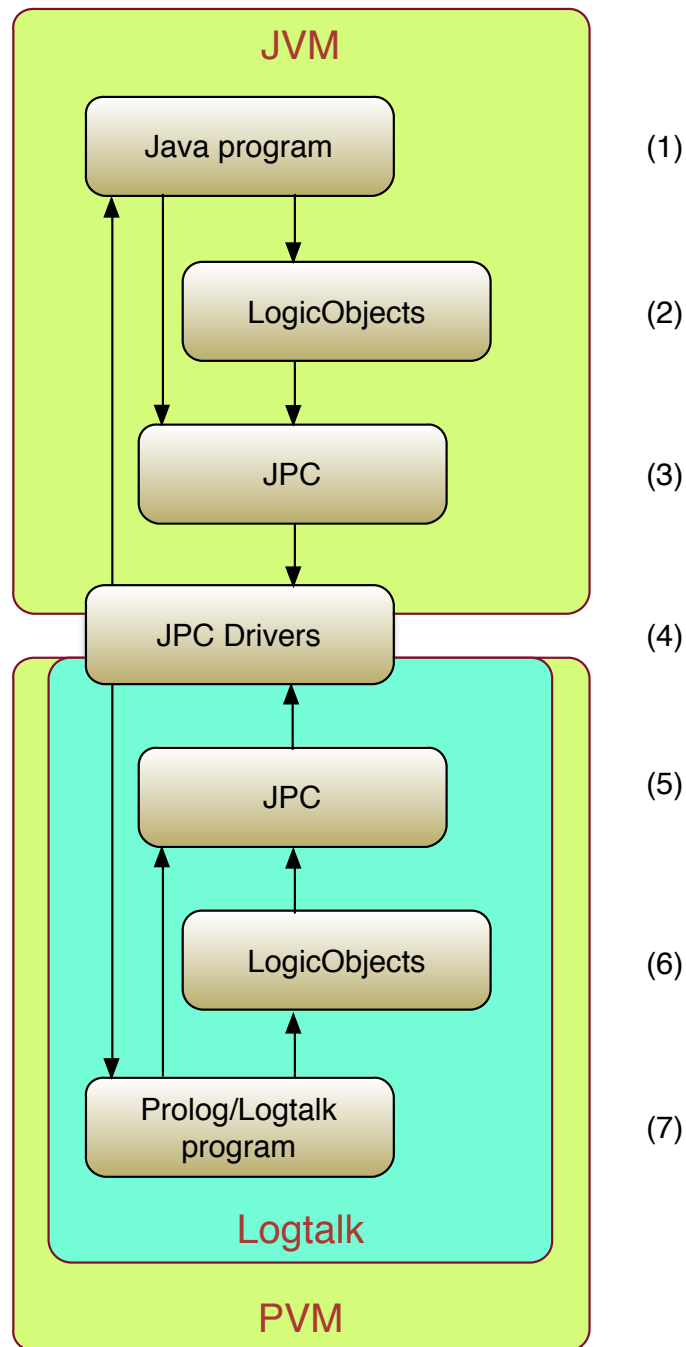 JVM
Java program
(1)
LogicObjects
(2)
JPC
(3)
JPC Drivers
(4)
JPC
(5)
LogicObjects
(6)
Prolog/Logtalk
program
(7)
Logtalk
PVM